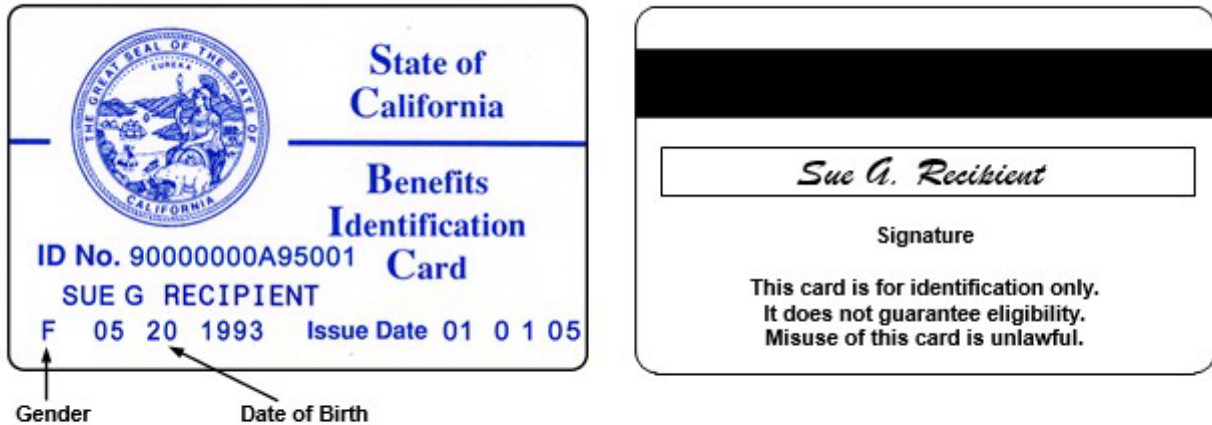 THE GREAT SEAL OF THE STATE OF CALIFORNIA
EUREKA
State of
California
Benefits
Identification
Card
ID No. 90000000A95001
SUE G RECIPIENT
F 05 20 1993 Issue Date 01 0 1 05
Gender Date of Birth
Sue G. Recipient
Signature
This card is for identification only.
It does not guarantee eligibility.
Misuse of this card is unlawful.